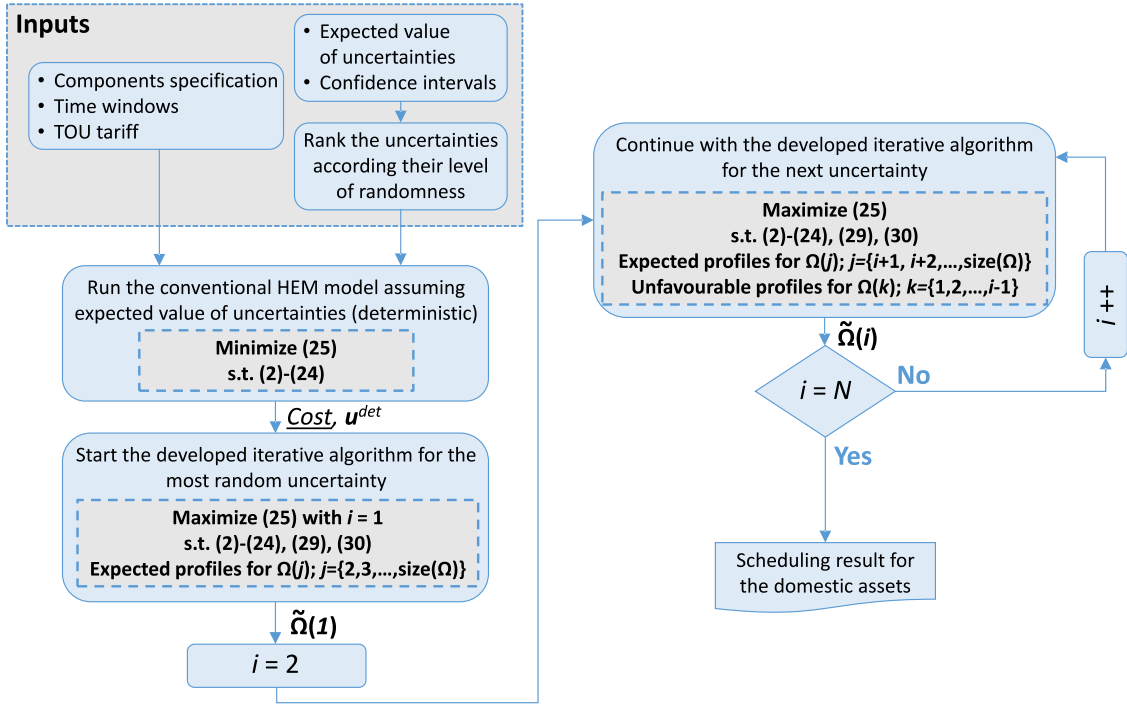 Inputs
• Components specification
• Time windows
• TOU tariff
• Expected value
of uncertainties
• Confidence intervals
Rank the uncertainties
according their level
of randomness
Run the conventional HEM model assuming
expected value of uncertainties (deterministic)
Minimize (25)
s.t. (2)-(24)
Cost, u^det
Start the developed iterative algorithm for the
most random uncertainty
Maximize (25) with i = 1
s.t. (2)-(24), (29), (30)
Expected profiles for Ω(j); j={2,3,...,size(Ω)}
Ω̃(1)
i = 2
Continue with the developed iterative algorithm
for the next uncertainty
Maximize (25)
s.t. (2)-(24), (29), (30)
Expected profiles for Ω(j); j={i+1, i+2,...,size(Ω)}
Unfavourable profiles for Ω(k); k={1,2,...,i-1}
Ω̃(i)
i = N
No
i ++
Yes
Scheduling result for
the domestic assets